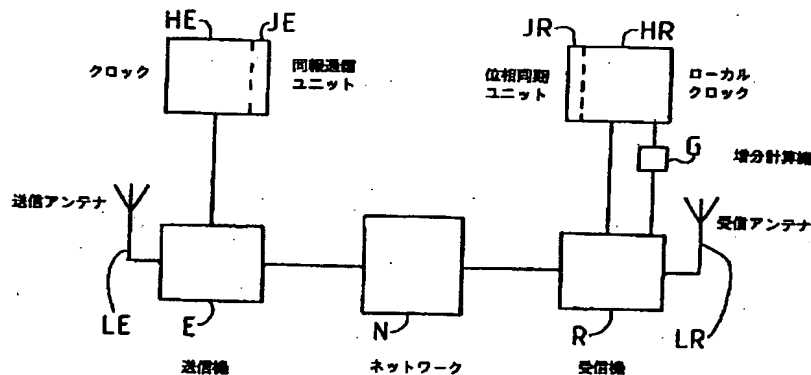 HE
JE
クロック
同報通信
ユニット
JR
HR
位相同期
ユニット
ローカル
クロック
G
増分計算機
送信アンテナ
受信アンテナ
LE
E
N
R
LR
送信機
ネットワーク
受信機